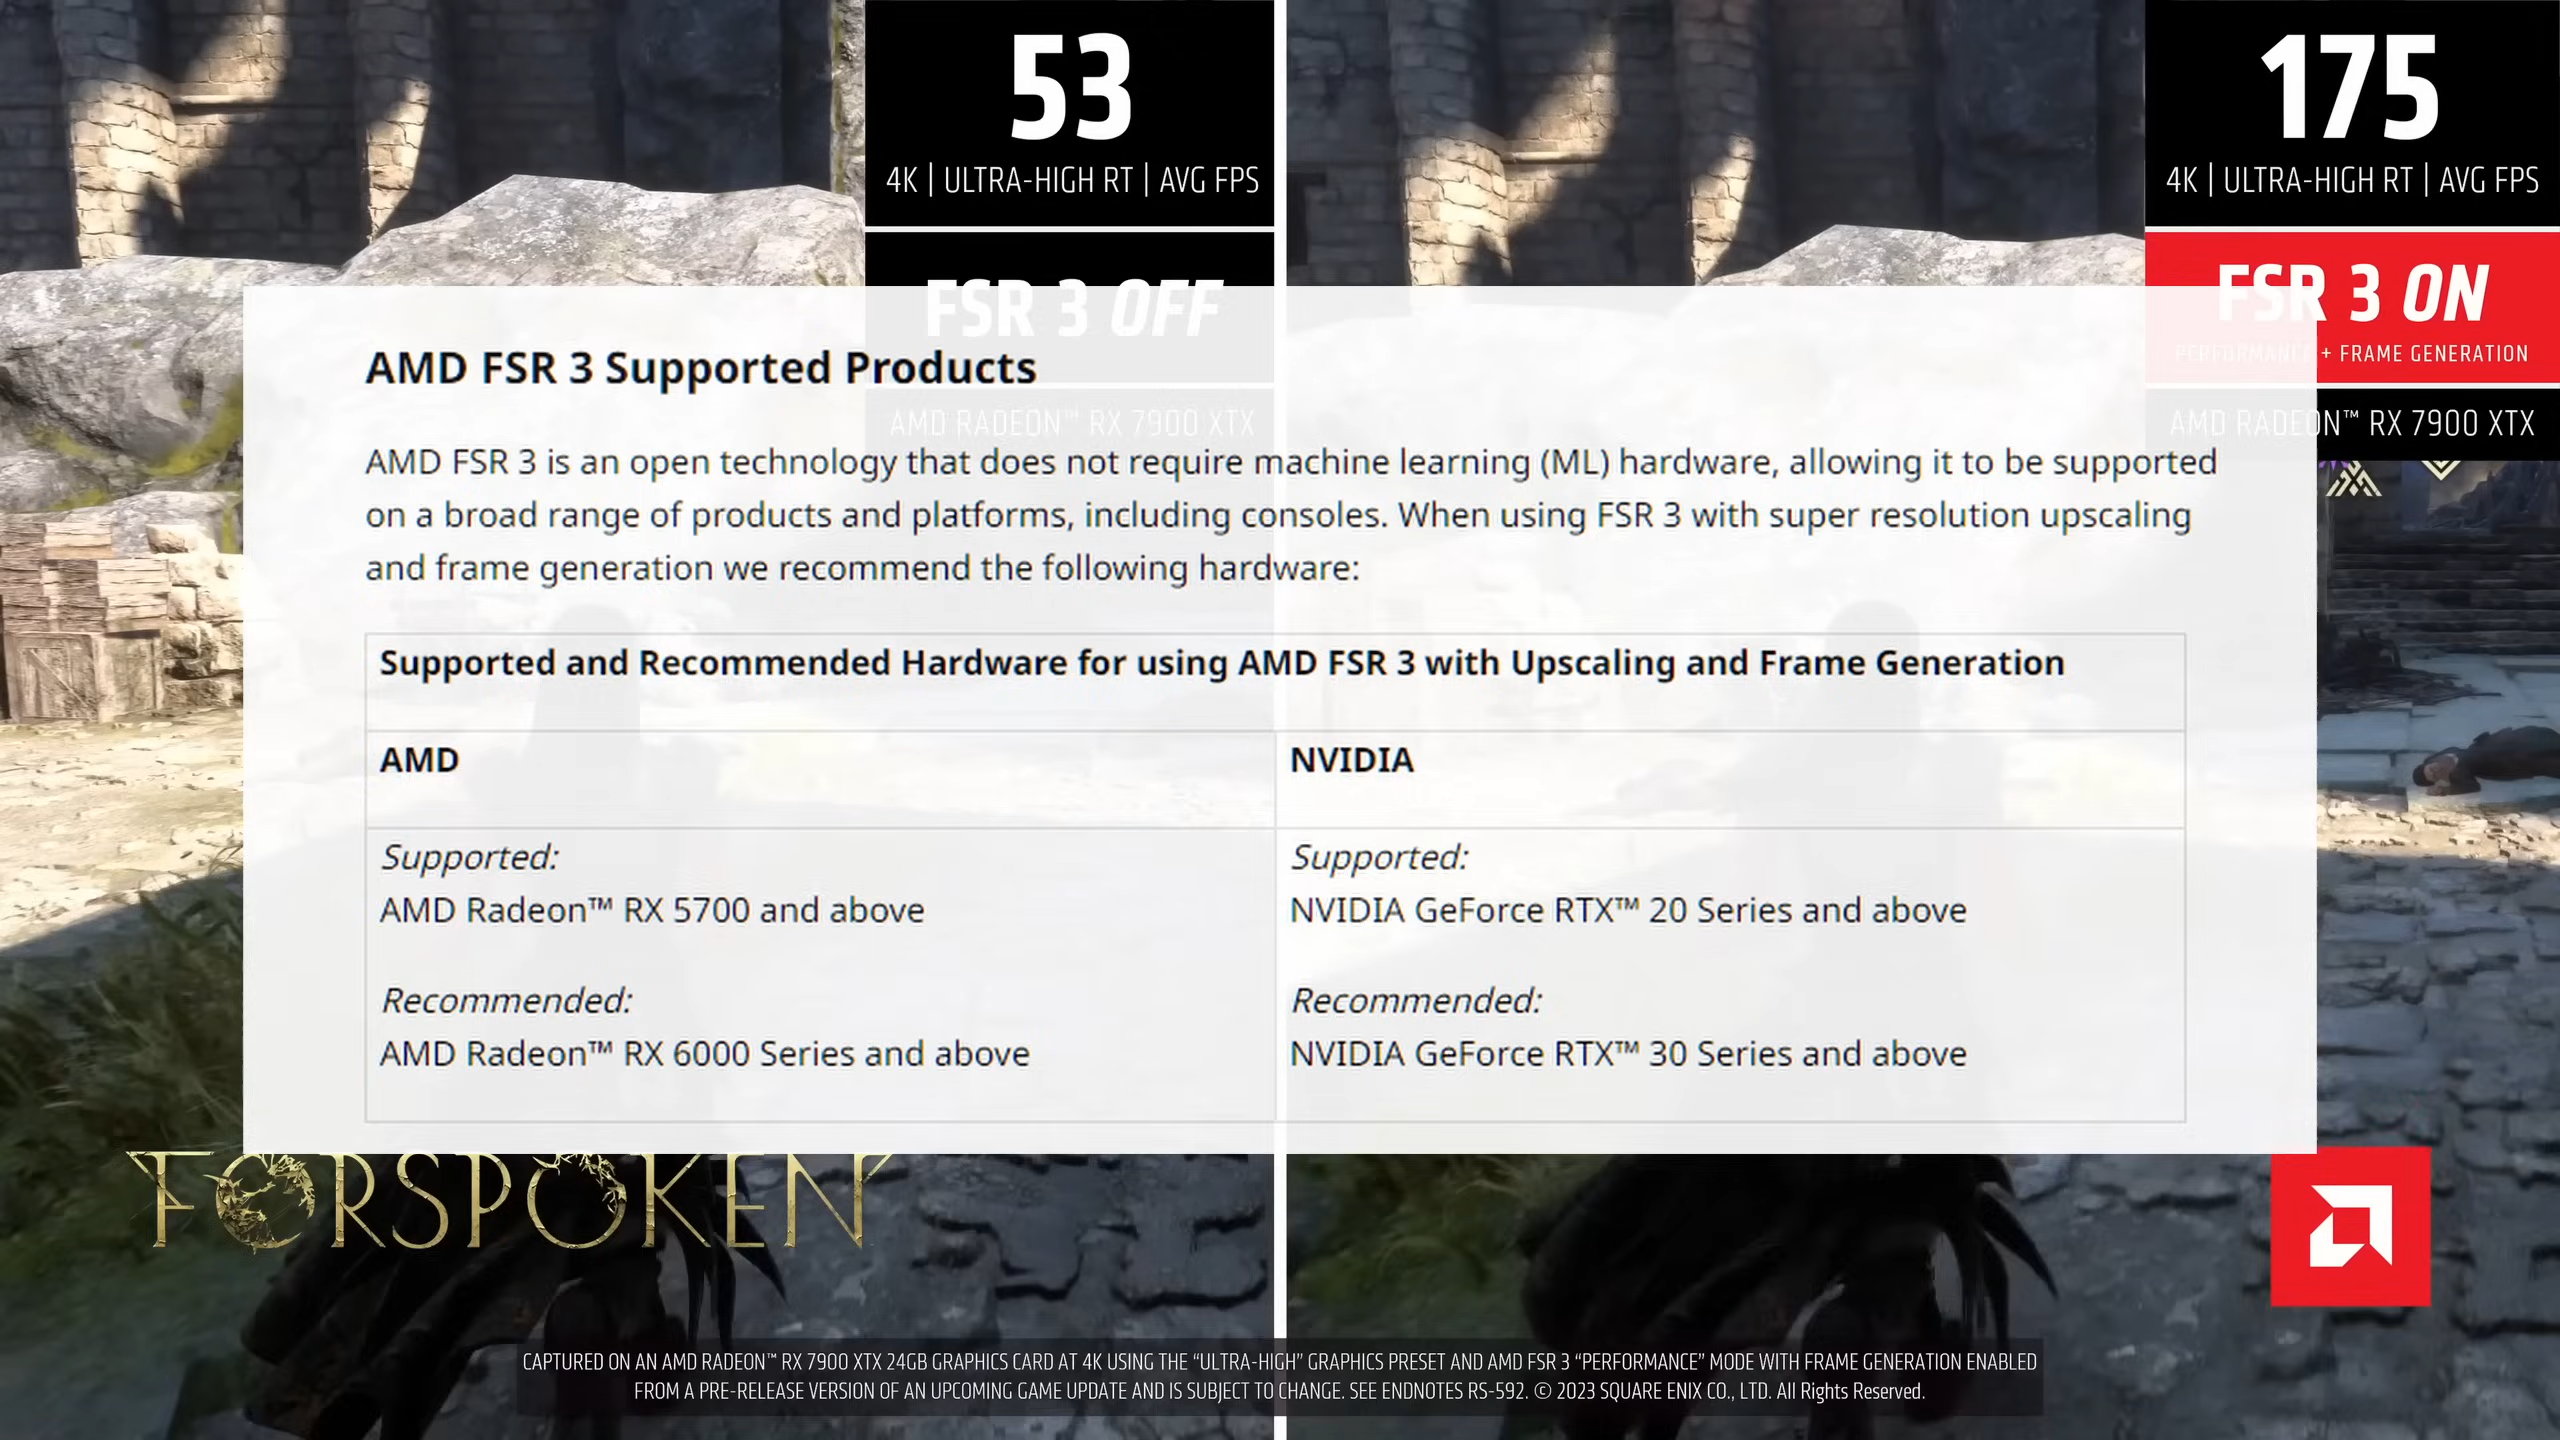 53
4K | ULTRA-HIGH RT | AVG FPS
FSR 3 OFF
AMD RADEON™ RX 7900 XTX
175
4K | ULTRA-HIGH RT | AVG FPS
FSR 3 ON
PERFORMANCE + FRAME GENERATION
AMD RADEON™ RX 7900 XTX
AMD FSR 3 Supported Products
AMD FSR 3 is an open technology that does not require machine learning (ML) hardware, allowing it to be supported
on a broad range of products and platforms, including consoles. When using FSR 3 with super resolution upscaling
and frame generation we recommend the following hardware:
Supported and Recommended Hardware for using AMD FSR 3 with Upscaling and Frame Generation
AMD
Supported:
AMD Radeon™ RX 5700 and above
Recommended:
AMD Radeon™ RX 6000 Series and above
NVIDIA
Supported:
NVIDIA GeForce RTX™ 20 Series and above
Recommended:
NVIDIA GeForce RTX™ 30 Series and above
FORSPOKEN
CAPTURED ON AN AMD RADEON™ RX 7900 XTX 24GB GRAPHICS CARD AT 4K USING THE “ULTRA-HIGH” GRAPHICS PRESET AND AMD FSR 3 “PERFORMANCE” MODE WITH FRAME GENERATION ENABLED
FROM A PRE-RELEASE VERSION OF AN UPCOMING GAME UPDATE AND IS SUBJECT TO CHANGE. SEE ENDNOTES RS-592. © 2023 SQUARE ENIX CO., LTD. All Rights Reserved.